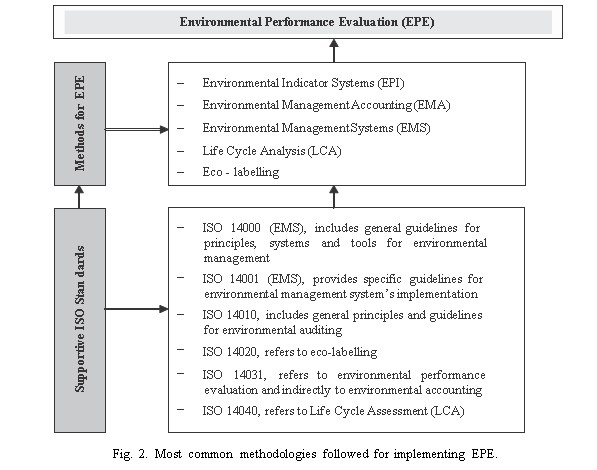 Environmental Performance Evaluation (EPE)
Methods for EPE
– Environmental Indicator Systems (EPI)
– Environmental Management Accounting (EMA)
– Environmental Management Systems (EMS)
– Life Cycle Analysis (LCA)
– Eco - labelling
Supportive ISO Standards
– ISO 14000 (EMS), includes general guidelines for
principles, systems and tools for environmental
management
– ISO 14001 (EMS), provides specific guidelines for
environmental management system's implementation
– ISO 14010, includes general principles and guidelines
for environmental auditing
– ISO 14020, refers to eco-labelling
– ISO 14031, refers to environmental performance
evaluation and indirectly to environmental accounting
– ISO 14040, refers to Life Cycle Assessment (LCA)
Fig. 2. Most common methodologies followed for implementing EPE.